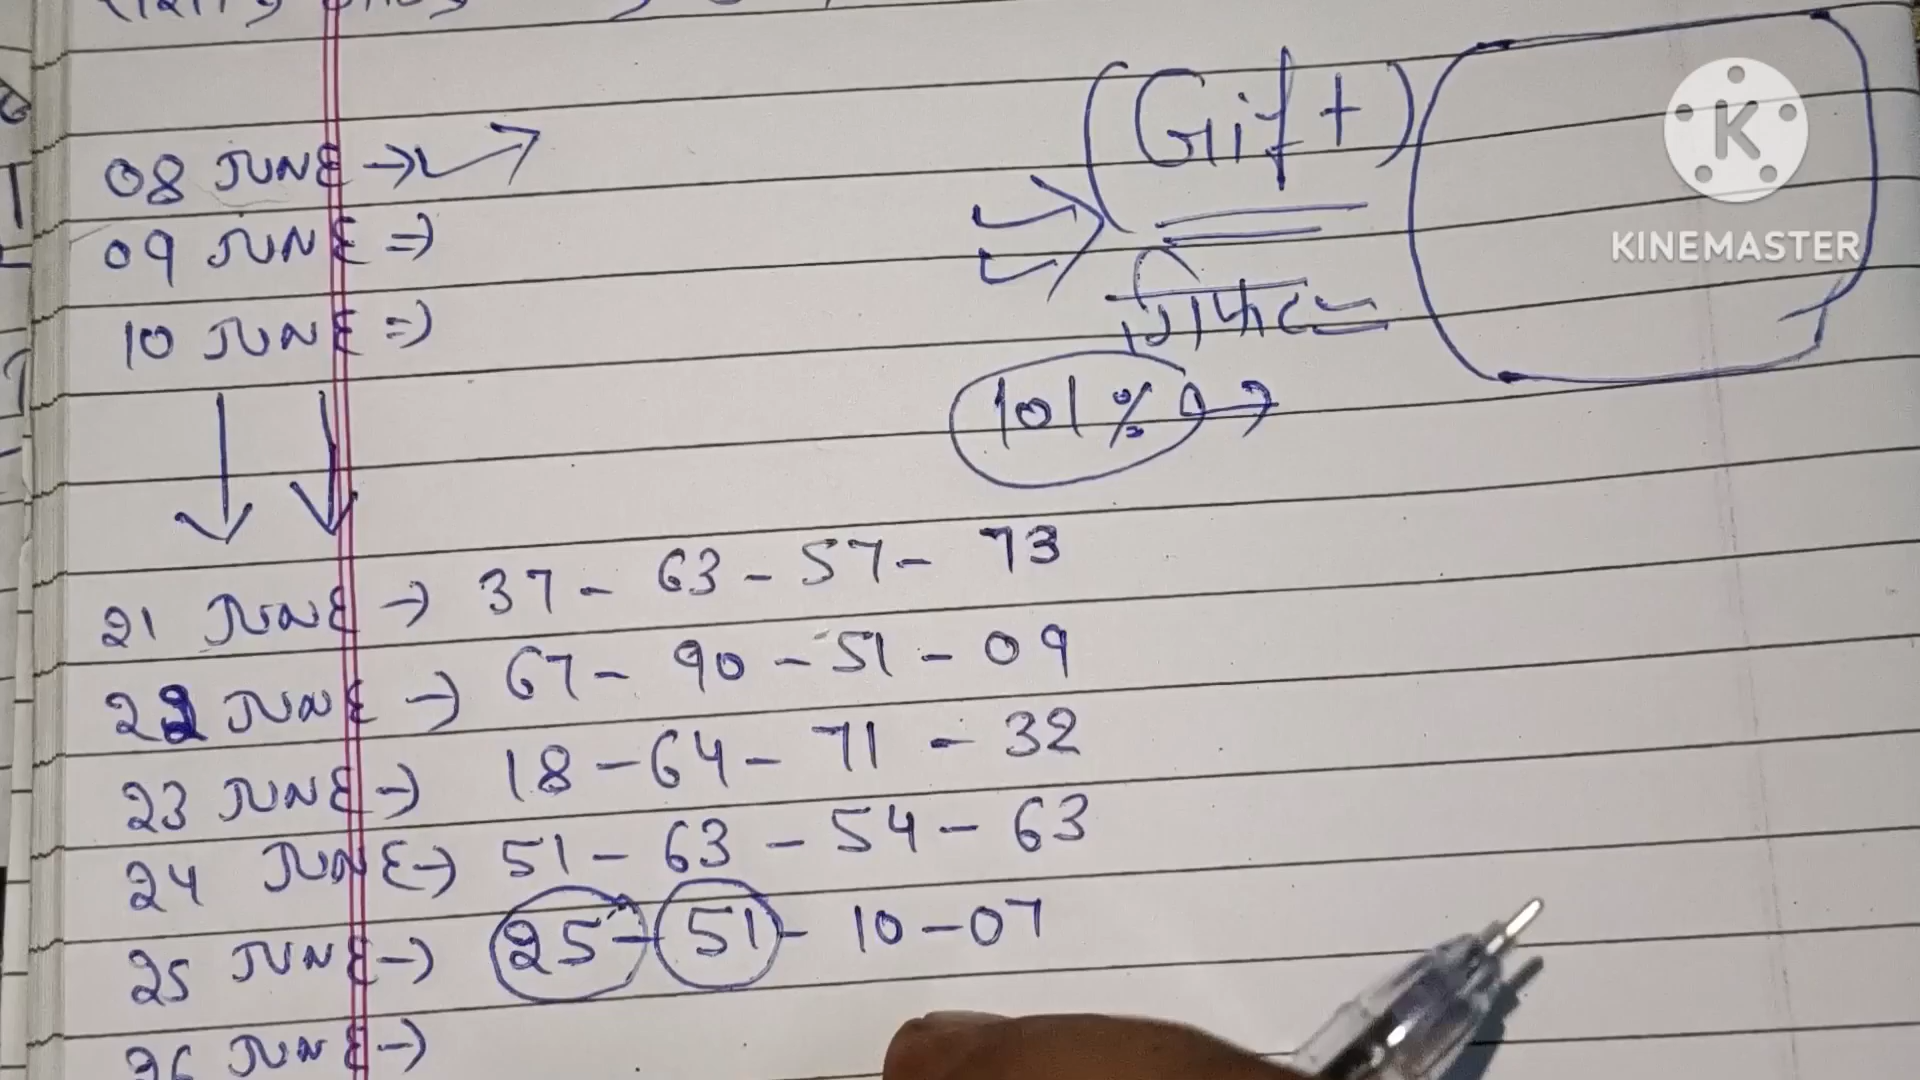 (Gift)
KINEMASTER
08 JUNE →
09 JUNE ⇒
10 JUNE ⇒
101%
21 JUNE → 37 - 63 - 57 - 73
22 JUNE → 67 - 90 - 51 - 09
23 JUNE → 18 - 64 - 71 - 32
24 JUNE → 51 - 63 - 54 - 63
25 JUNE → 25 - 51 - 10 - 07
26 JUNE →